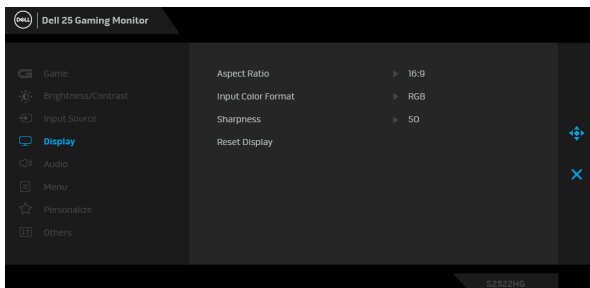 DELL Dell 25 Gaming Monitor
Game
Brightness/Contrast
Input Source
Display
Audio
Menu
Personalize
Others
Aspect Ratio 16:9
Input Color Format RGB
Sharpness 50
Reset Display
S2522HG